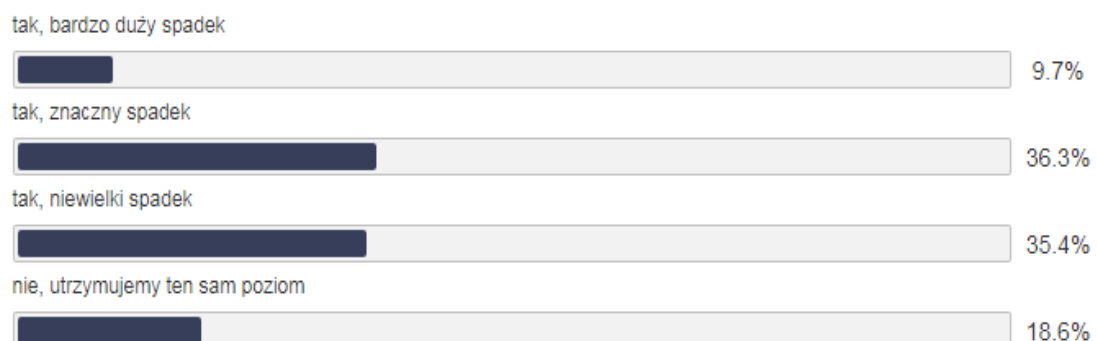 tak, bardzo duży spadek
9.7%
tak, znaczny spadek
36.3%
tak, niewielki spadek
35.4%
nie, utrzymujemy ten sam poziom
18.6%